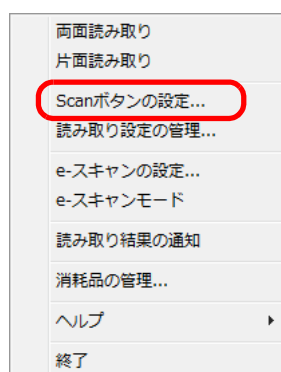 両面読み取り
片面読み取り
Scanボタンの設定...
読み取り設定の管理...
e-スキャンの設定...
e-スキャンモード
読み取り結果の通知
消耗品の管理...
ヘルプ
終了